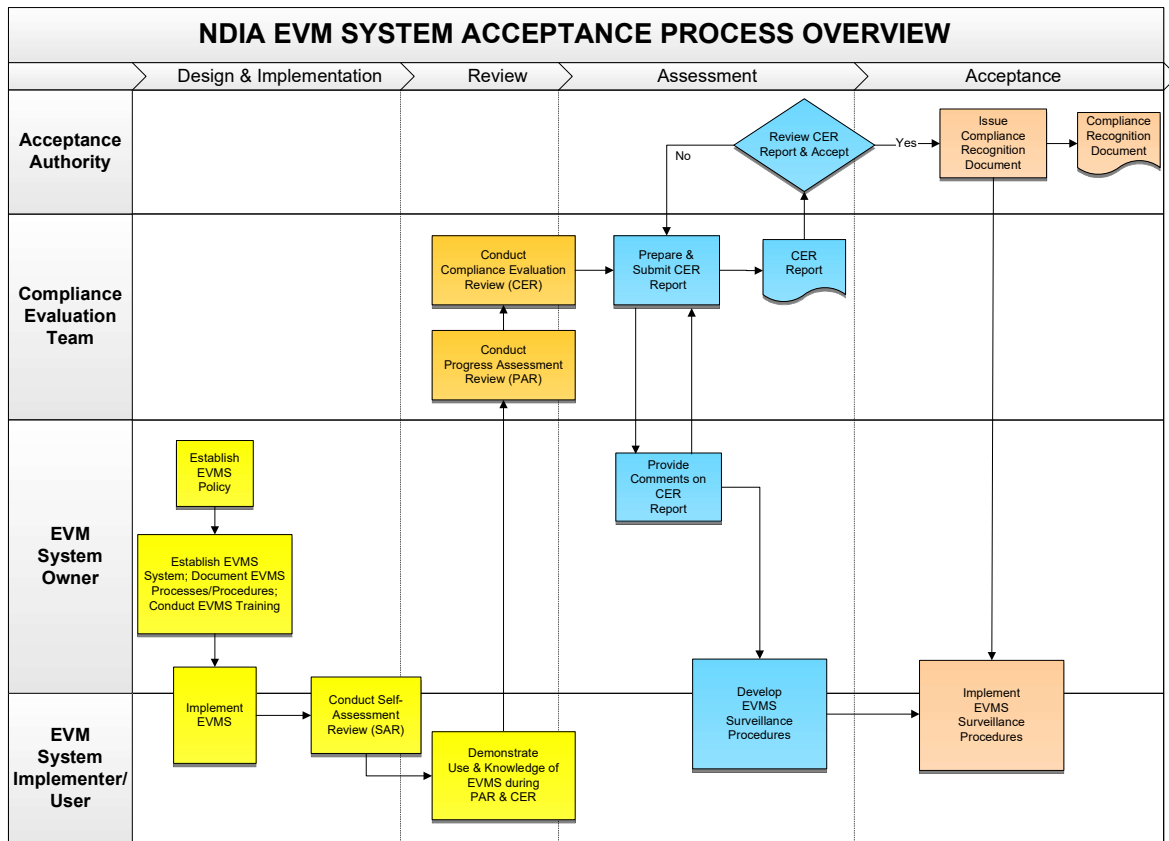 NDIA EVM SYSTEM ACCEPTANCE PROCESS OVERVIEW
Design & Implementation
Review
Assessment
Acceptance
Acceptance
Authority
Review CER
Report & Accept
No
Yes
Issue
Compliance
Recognition
Document
Compliance
Recognition
Document
Compliance
Evaluation
Team
Conduct
Compliance Evaluation
Review (CER)
Prepare &
Submit CER
Report
CER
Report
Conduct
Progress Assessment
Review (PAR)
EVM
System
Owner
Establish
EVMS
Policy
Provide
Comments on
CER
Report
Establish EVMS
System; Document EVMS
Processes/Procedures;
Conduct EVMS Training
EVM
System
Implementer/
User
Implement
EVMS
Conduct Self-
Assessment
Review (SAR)
Demonstrate
Use & Knowledge of
EVMS during
PAR & CER
Develop
EVMS
Surveillance
Procedures
Implement
EVMS
Surveillance
Procedures